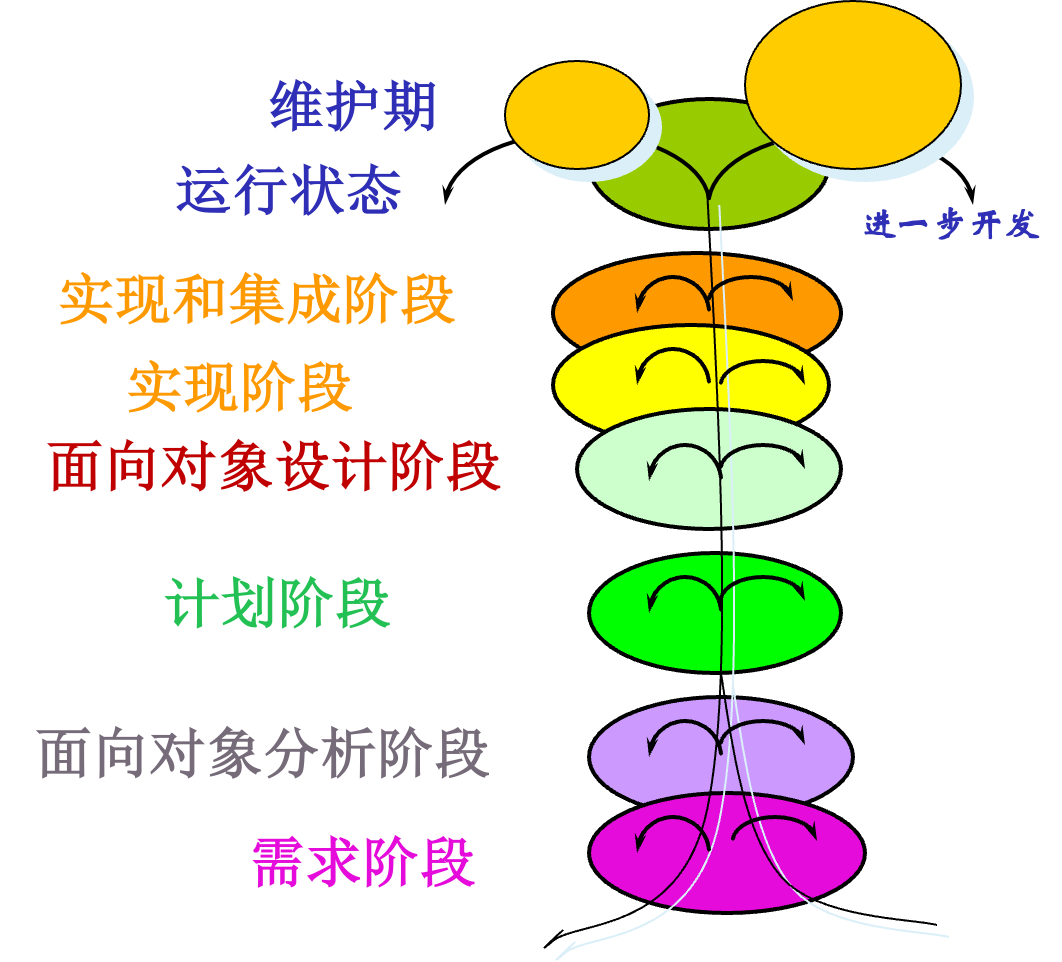 维护期
运行状态
进一步开发
实现和集成阶段
实现阶段
面向对象设计阶段
计划阶段
面向对象分析阶段
需求阶段